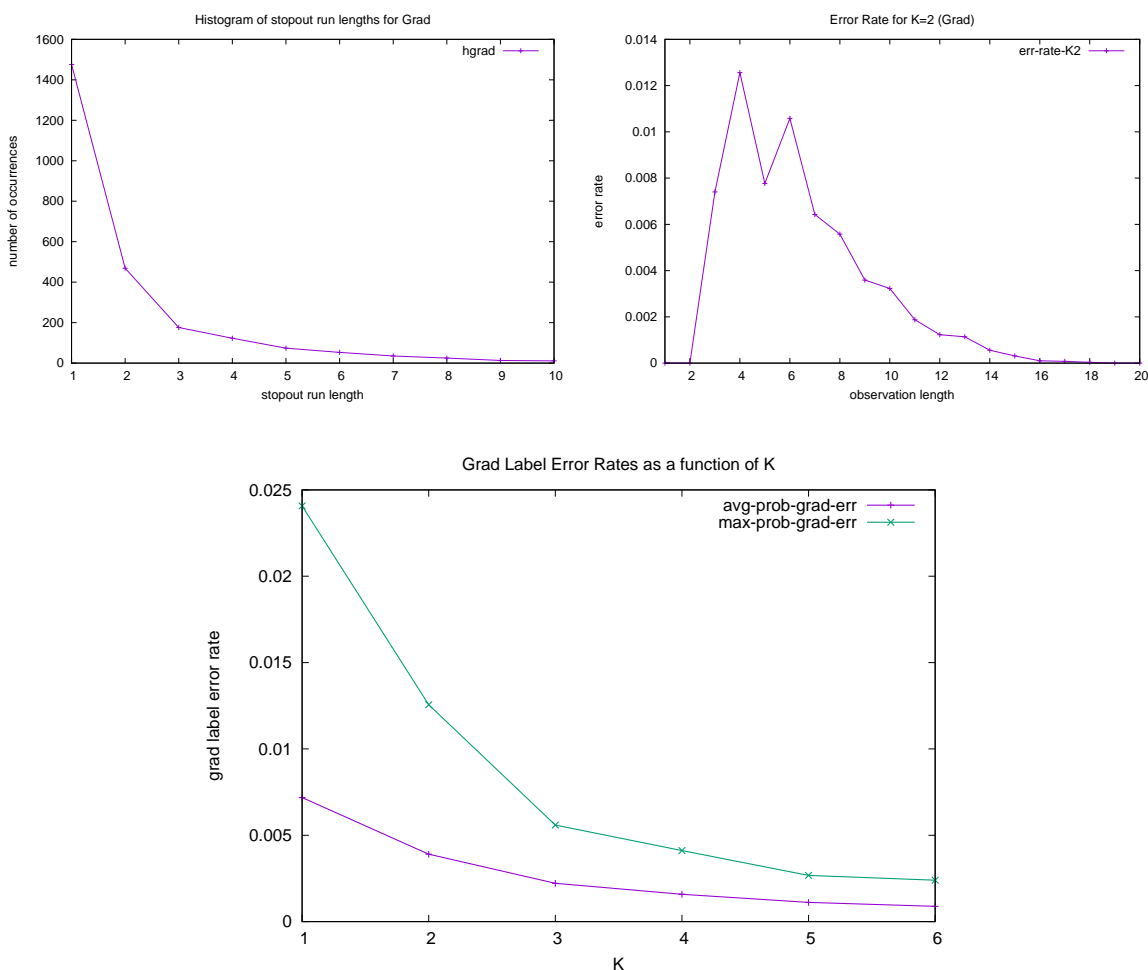 Histogram of stopout run lengths for Grad
1600
1400
1200
1000
800
600
400
200
0
number of occurrences
hgrad
1 2 3 4 5 6 7 8 9 10
stopout run length
Error Rate for K=2 (Grad)
0.014
0.012
0.01
0.008
0.006
0.004
0.002
0
error rate
err-rate-K2
2 4 6 8 10 12 14 16 18 20
observation length
Grad Label Error Rates as a function of K
0.025
0.02
0.015
0.01
0.005
0
grad label error rate
avg-prob-grad-err
max-prob-grad-err
1 2 3 4 5 6
K